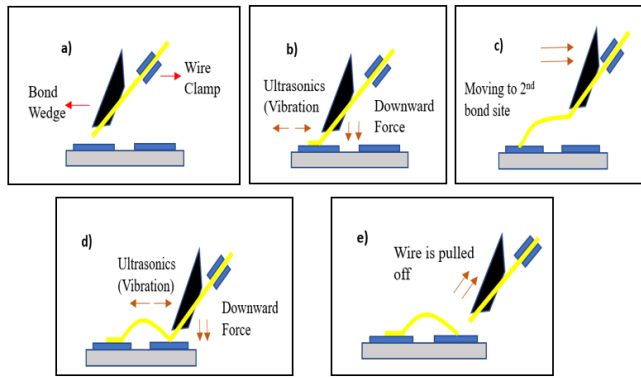 a)
Bond
Wedge
Wire
Clamp
b)
Ultrasonics
(Vibration
Downward
Force
c)
Moving to 2nd
bond site
d)
Ultrasonics
(Vibration)
Downward
Force
e)
Wire is pulled
off